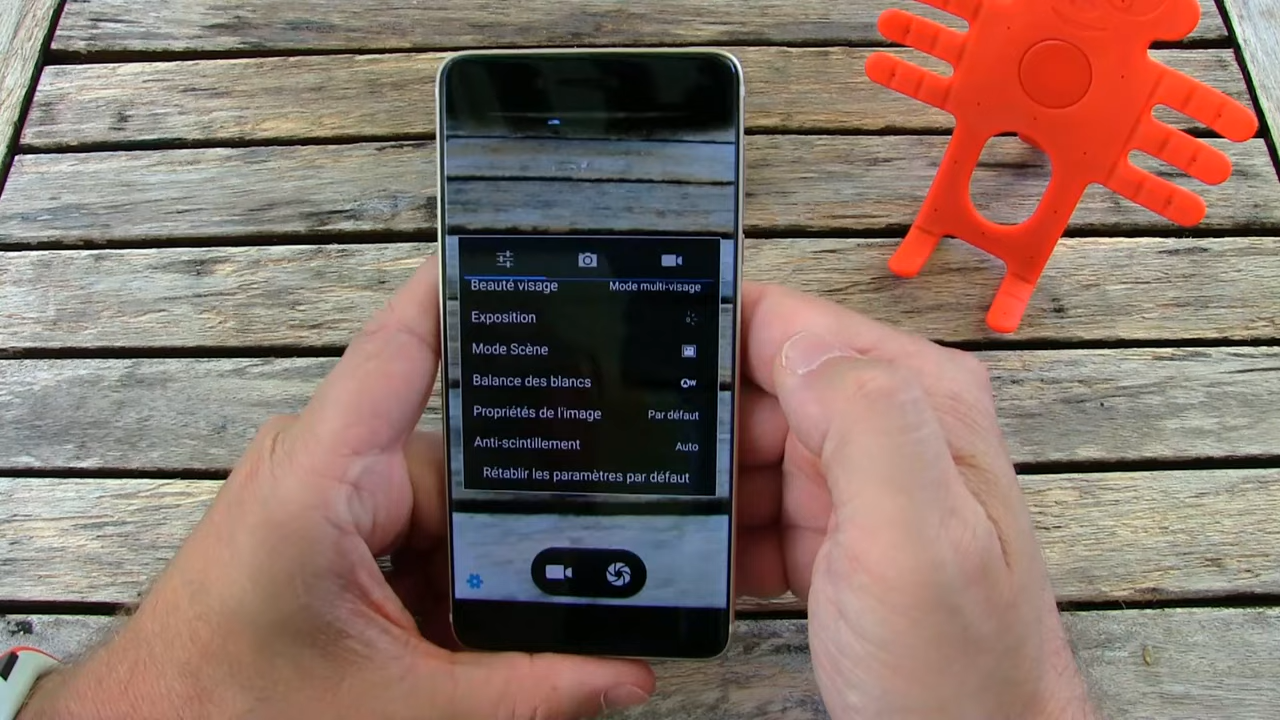 Beauté visage Mode multi-visage
Exposition
Mode Scène
Balance des blancs AW
Propriétés de l'image Par défaut
Anti-scintillement Auto
Rétablir les paramètres par défaut